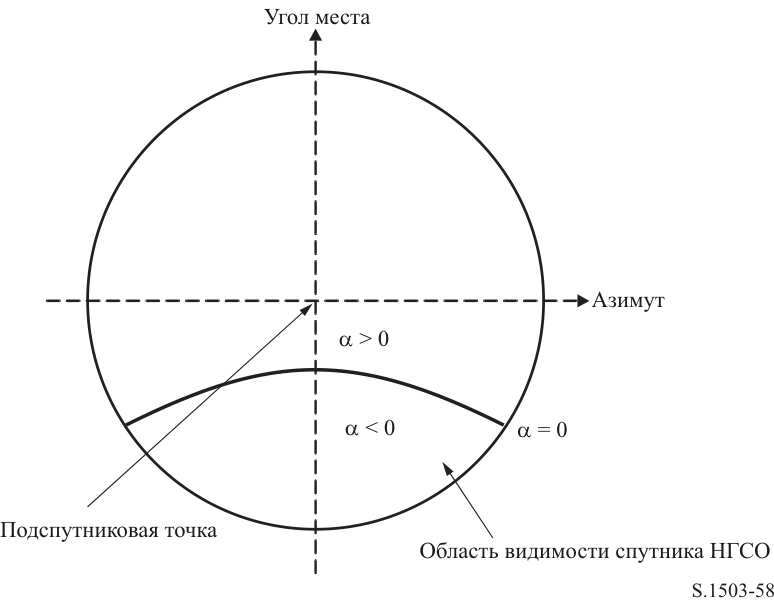 Угол места
Азимут
α > 0
α < 0
α = 0
Подспутниковая точка
Область видимости спутника НГСО
S.1503-58